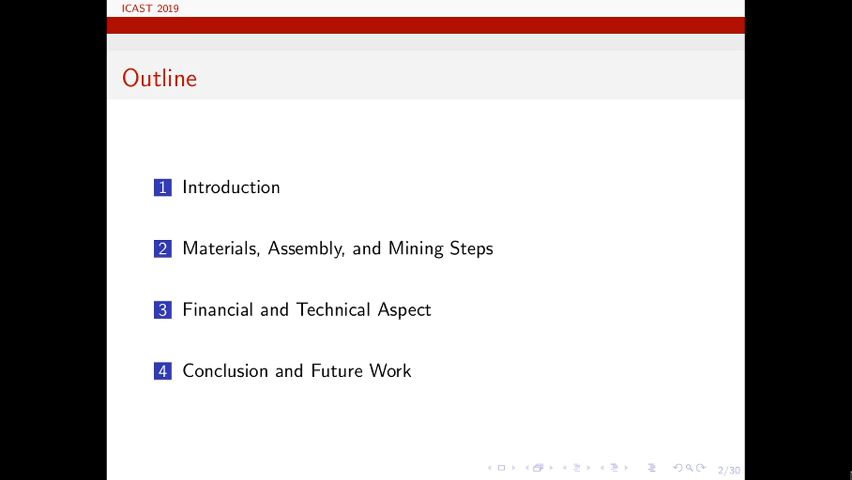 ICAST 2019
Outline
1 Introduction
2 Materials, Assembly, and Mining Steps
3 Financial and Technical Aspect
4 Conclusion and Future Work
2/30